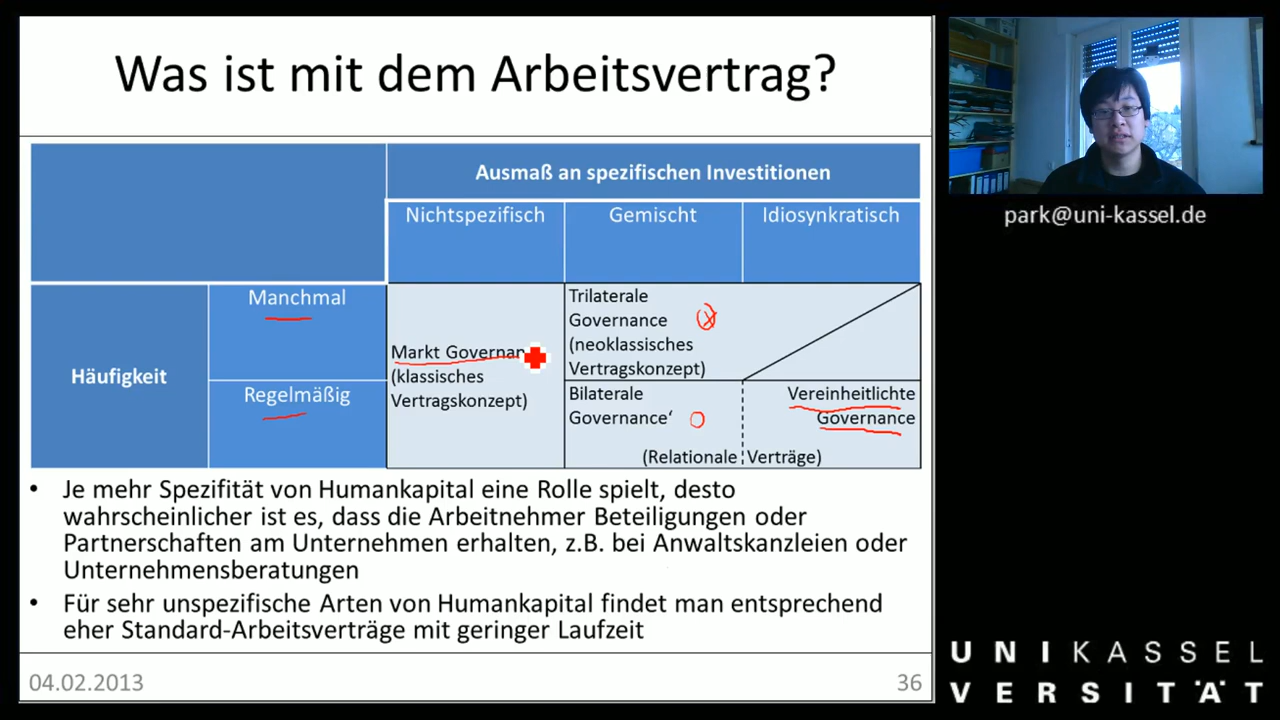 Was ist mit dem Arbeitsvertrag?
Ausmaß an spezifischen Investitionen
Nichtspezifisch
Gemischt
Idiosynkratisch
Häufigkeit
Manchmal
Regelmäßig
Markt Governan
(klassisches
Vertragskonzept)
Trilaterale
Governance
(neoklassisches
Vertragskonzept)
Bilaterale
Governance‘
Vereinheitlichte
Governance
(Relationale Verträge)
• Je mehr Spezifität von Humankapital eine Rolle spielt, desto
wahrscheinlicher ist es, dass die Arbeitnehmer Beteiligungen oder
Partnerschaften am Unternehmen erhalten, z.B. bei Anwaltskanzleien oder
Unternehmensberatungen
• Für sehr unspezifische Arten von Humankapital findet man entsprechend
eher Standard-Arbeitsverträge mit geringer Laufzeit
04.02.2013
36
park@uni-kassel.de
UNIKASSEL
VERSITÄT